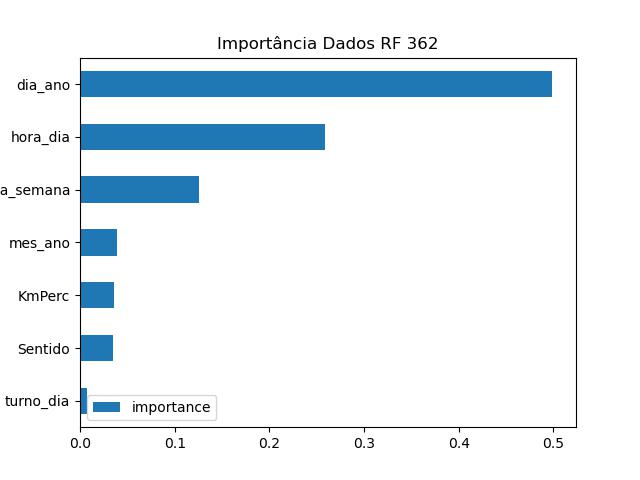 Importância Dados RF 362
dia_ano
hora_dia
a_semana
mes_ano
KmPerc
Sentido
turno_dia
importance
0.0 0.1 0.2 0.3 0.4 0.5